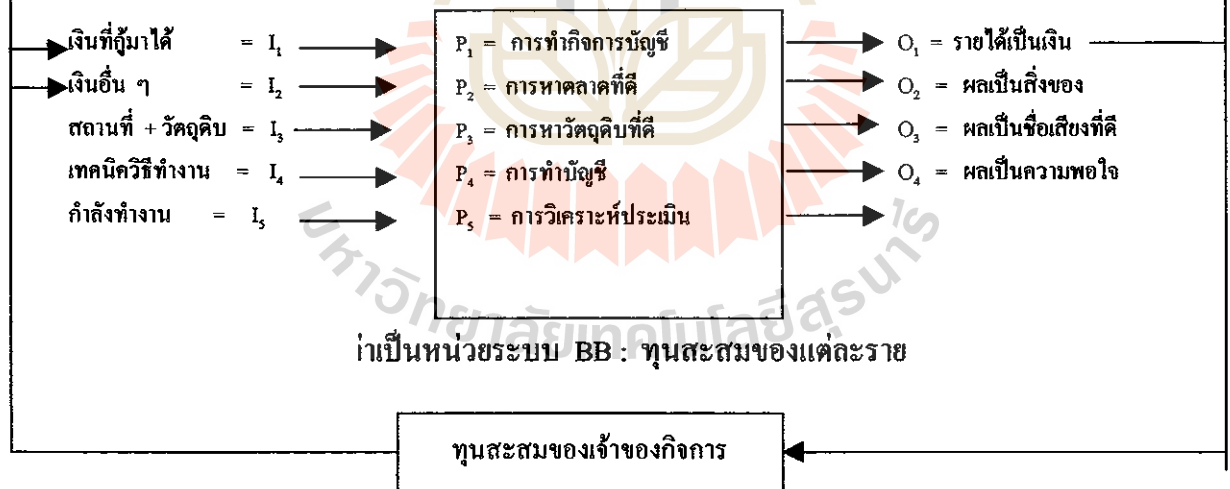 เงินที่กู้มาได้ = I₁ P₁ = การทำกิจการบัญชี O₁ = รายได้เป็นเงิน
เงินอื่น ๆ = I₂ P₂ = การหาตลาดที่ดี O₂ = ผลเป็นสิ่งของ
สถานที่ + วัตถุดิบ = I₃ P₃ = การหาวัตถุดิบที่ดี O₃ = ผลเป็นชื่อเสียงที่ดี
เทคนิควิธีทำงาน = I₄ P₄ = การทำบัญชี O₄ = ผลเป็นความพอใจ
กำลังทำงาน = I₅ P₅ = การวิเคราะห์ประเมิน
มหาวิทยาลัยเทคโนโลยีสุรนารี
่าเป็นหน่วยระบบ BB : ทุนสะสมของแต่ละราย
ทุนสะสมของเจ้าของกิจการ